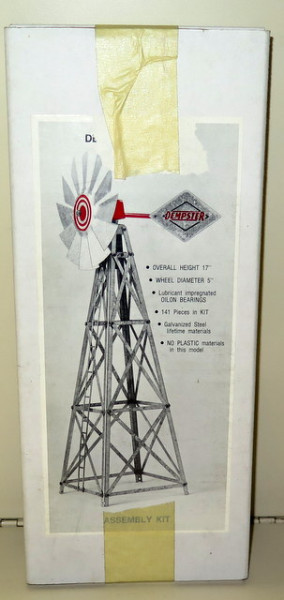 DEMPSTER
• OVERALL HEIGHT 17"
• WHEEL DIAMETER 5"
• Lubricant impregnated
OILON BEARINGS
• 141 Pieces in KIT
• Galvanized Steel
lifetime materials
• NO PLASTIC materials
in this model
ASSEMBLY KIT